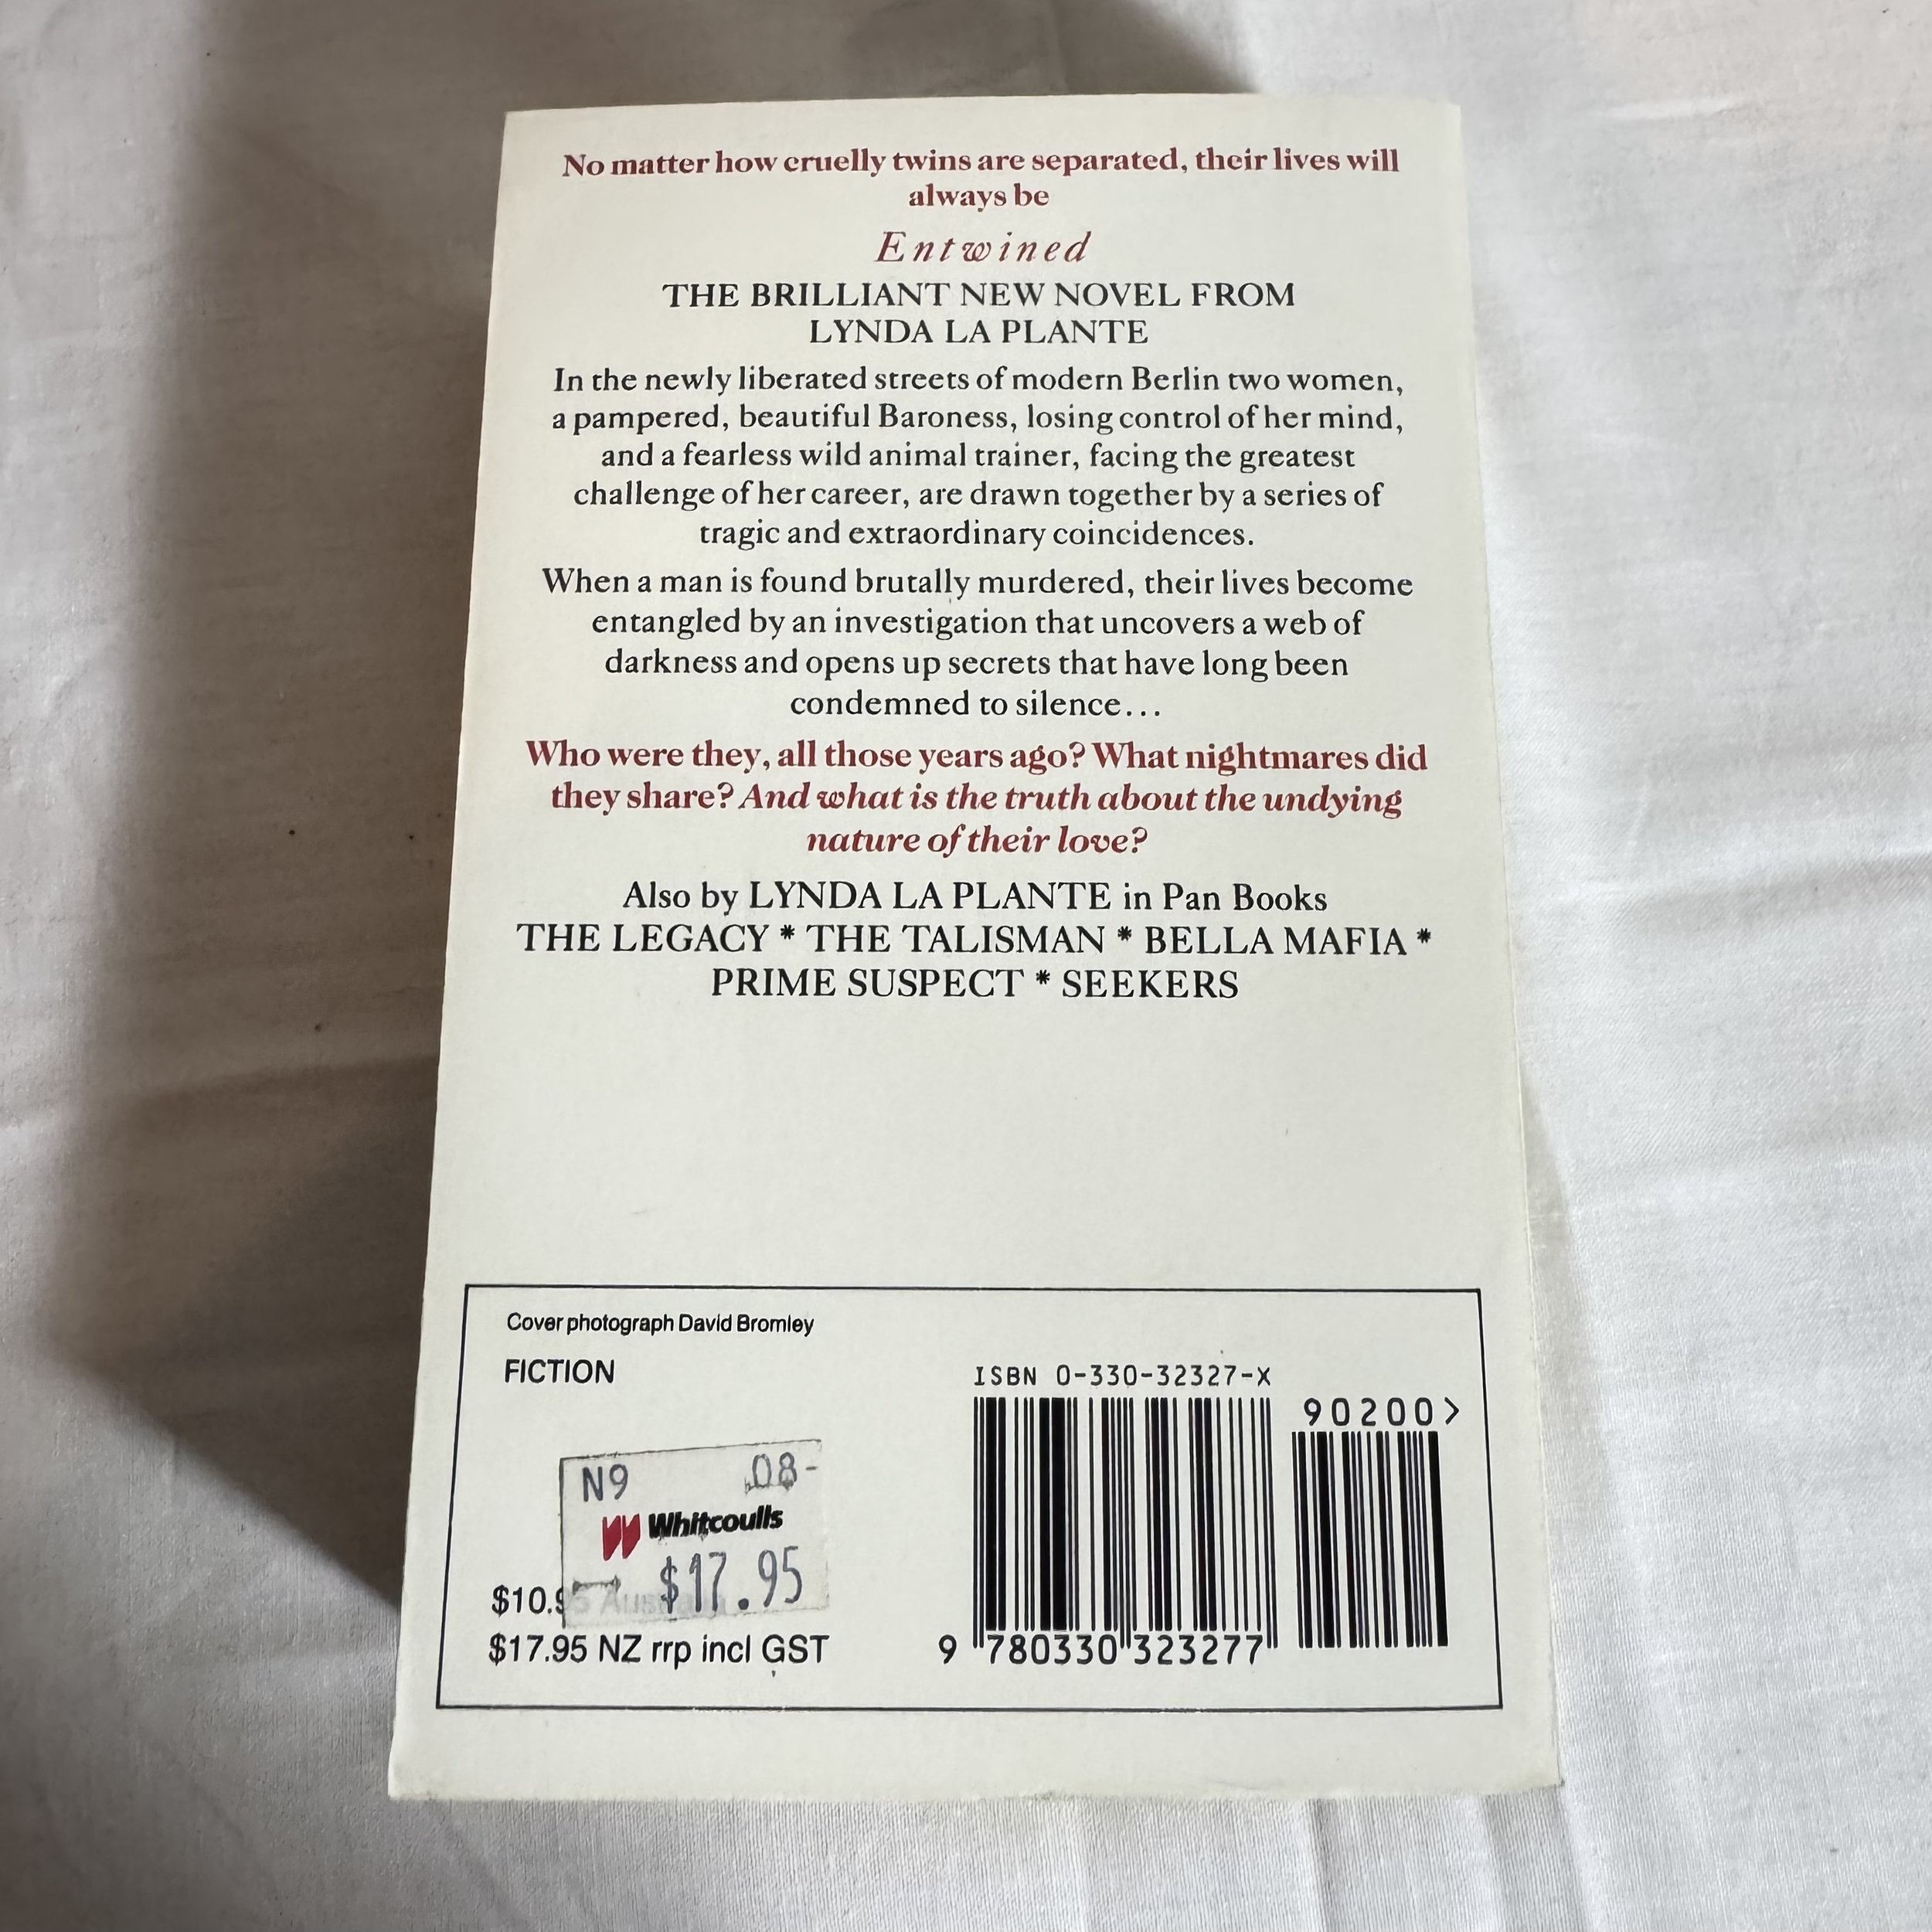 No matter how cruelly twins are separated, their lives will
always be
Entwined
THE BRILLIANT NEW NOVEL FROM
LYNDA LA PLANTE
In the newly liberated streets of modern Berlin two women,
a pampered, beautiful Baroness, losing control of her mind,
and a fearless wild animal trainer, facing the greatest
challenge of her career, are drawn together by a series of
tragic and extraordinary coincidences.
When a man is found brutally murdered, their lives become
entangled by an investigation that uncovers a web of
darkness and opens up secrets that have long been
condemned to silence...
Who were they, all those years ago? What nightmares did
they share? And what is the truth about the undying
nature of their love?
Also by LYNDA LA PLANTE in Pan Books
THE LEGACY * THE TALISMAN * BELLA MAFIA *
PRIME SUSPECT * SEEKERS
Cover photograph David Bromley
FICTION
N9 08-
Whitcoulls
$17.95
$10.9
$17.95 NZ rrp incl GST
ISBN 0-330-32327-X
90200>
9 780330 323277